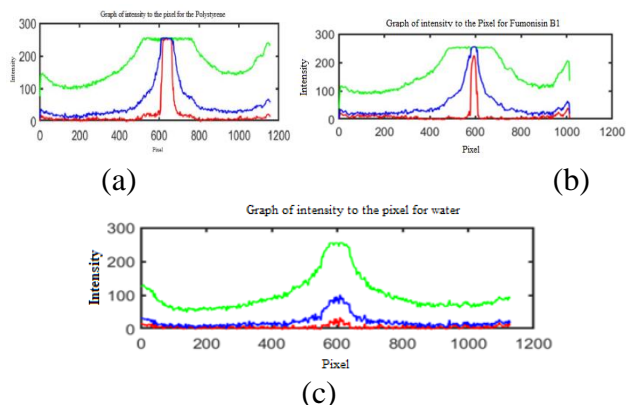 Graph of intensity to the pixel for the Polystyrene
300
200
100
0
Intensity
0 200 400 600 800 1000 1200
Pixel
(a)
Graph of intensity to the Pixel for Fumonisin B1
300
200
100
0
Intensity
0 200 400 600 800 1000 1200
Pixel
(b)
Graph of intensity to the pixel for water
300
200
100
0
Intensity
0 200 400 600 800 1000 1200
Pixel
(c)